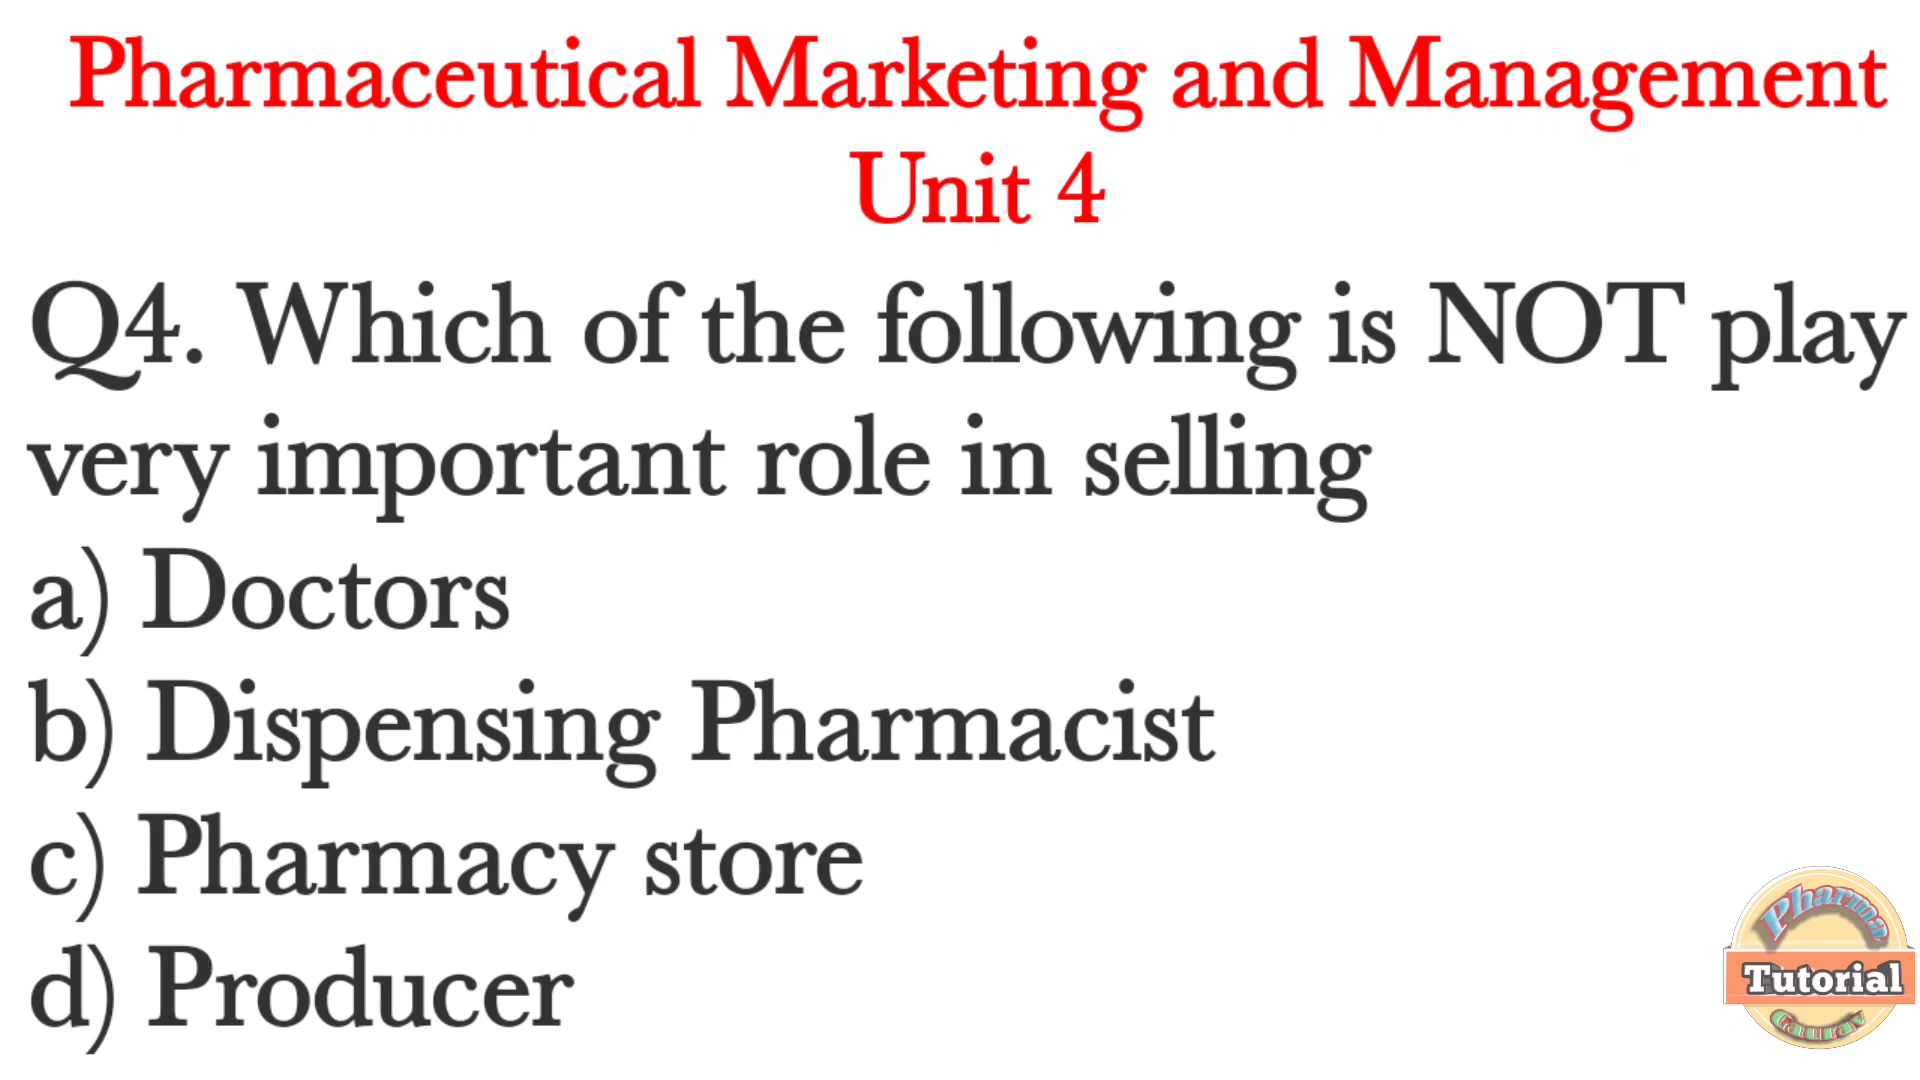 Pharmaceutical Marketing and Management
Unit 4
Q4. Which of the following is NOT play
very important role in selling
a) Doctors
b) Dispensing Pharmacist
c) Pharmacy store
d) Producer
Pharma
Tutorial
Gaurav